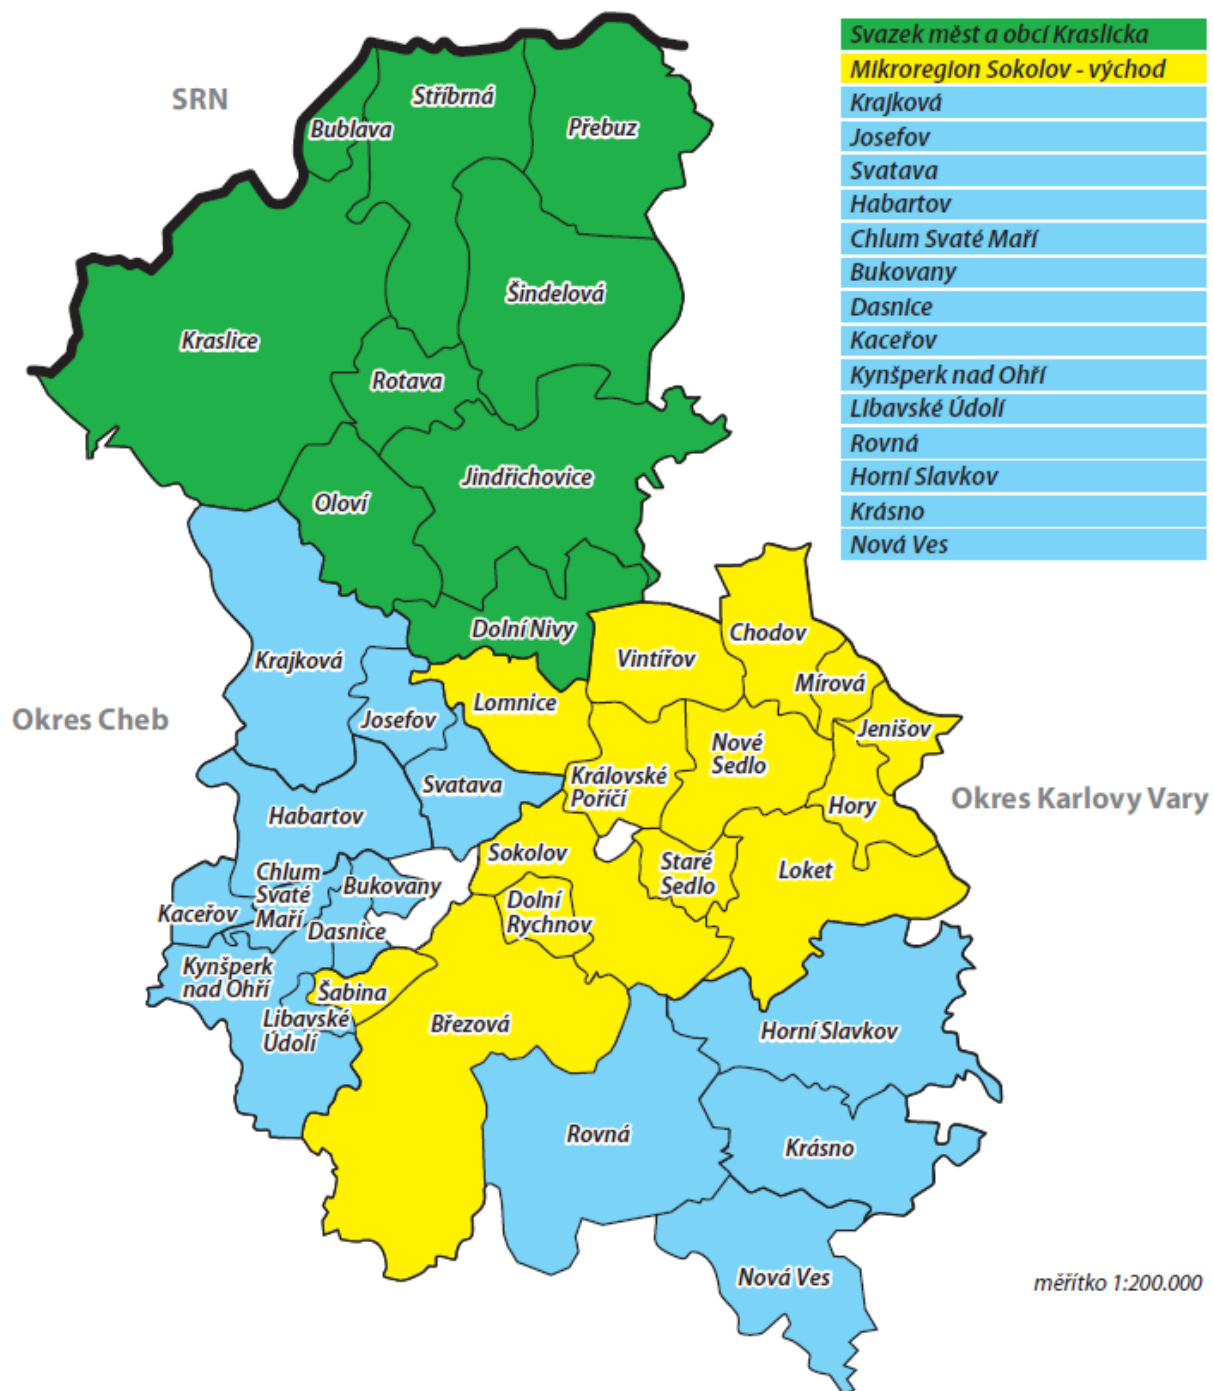 Svazek měst a obcí Kraslicka
Mikroregion Sokolov - východ
Krajková
Josefov
Svatava
Habartov
Chlum Svaté Maří
Bukovany
Dasnice
Kaceřov
Kynšperk nad Ohří
Libavské Údolí
Rovná
Horní Slavkov
Krásno
Nová Ves
SRN
Stříbrná
Bublava
Přebuz
Šindelová
Kraslice
Rotava
Jindřichovice
Oloví
Dolní Nivy
Chodov
Vintířov
Krajková
Mírová
Lomnice
Okres Cheb
Josefov
Jenišov
Nové
Sedlo
Královské
Poříčí
Svatava
Okres Karlovy Vary
Hory
Habartov
Sokolov
Staré
Sedlo
Loket
Chlum
Svaté
Maří
Bukovany
Dolní
Rychnov
Kaceřov
Dasnice
Kynšperk
nad Ohří
Šabina
Libavské
Údolí
Březová
Horní Slavkov
Rovná
Krásno
Nová Ves
měřítko 1:200.000